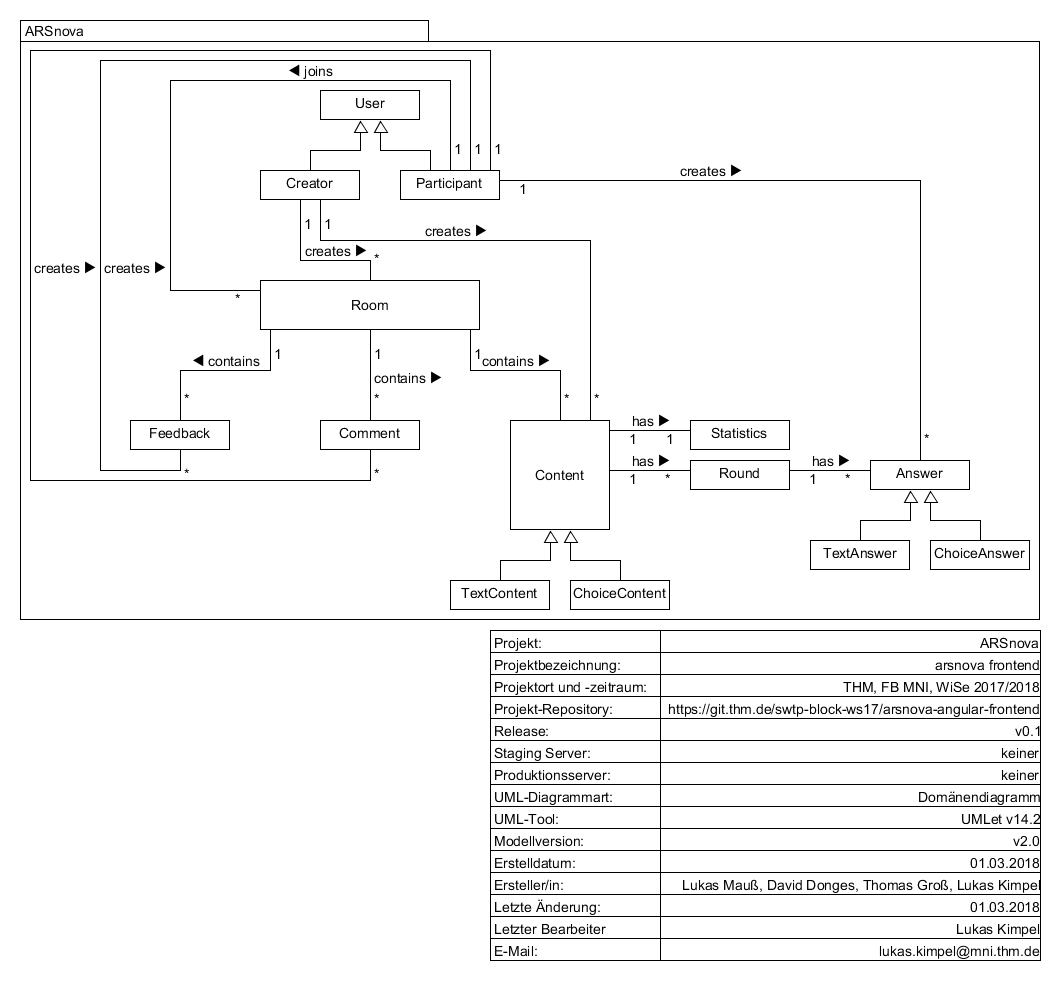 ARSnova
◀ joins
User
1 1 1
creates ▶
Creator
Participant
1
1 1
creates ▶
creates ▶ *
creates ▶ creates ▶
*
Room
1 1 1
◀ contains
contains ▶
contains ▶
* * * *
Feedback
Comment
*
*
Content
has ▶
1 1
Statistics
has ▶
1 *
Round
has ▶
1 *
*
Answer
TextAnswer
ChoiceAnswer
TextContent
ChoiceContent
Projekt: ARSnova
Projektbezeichnung: arsnova frontend
Projektort und -zeitraum: THM, FB MNI, WiSe 2017/2018
Projekt-Repository: https://git.thm.de/swtp-block-ws17/arsnova-angular-frontend
Release: v0.1
Staging Server: keiner
Produktionsserver: keiner
UML-Diagrammart: Domänendiagramm
UML-Tool: UMLet v14.2
Modellversion: v2.0
Erstelldatum: 01.03.2018
Ersteller/in: Lukas Mauß, David Donges, Thomas Groß, Lukas Kimpel
Letzte Änderung: 01.03.2018
Letzter Bearbeiter Lukas Kimpel
E-Mail: lukas.kimpel@mni.thm.de